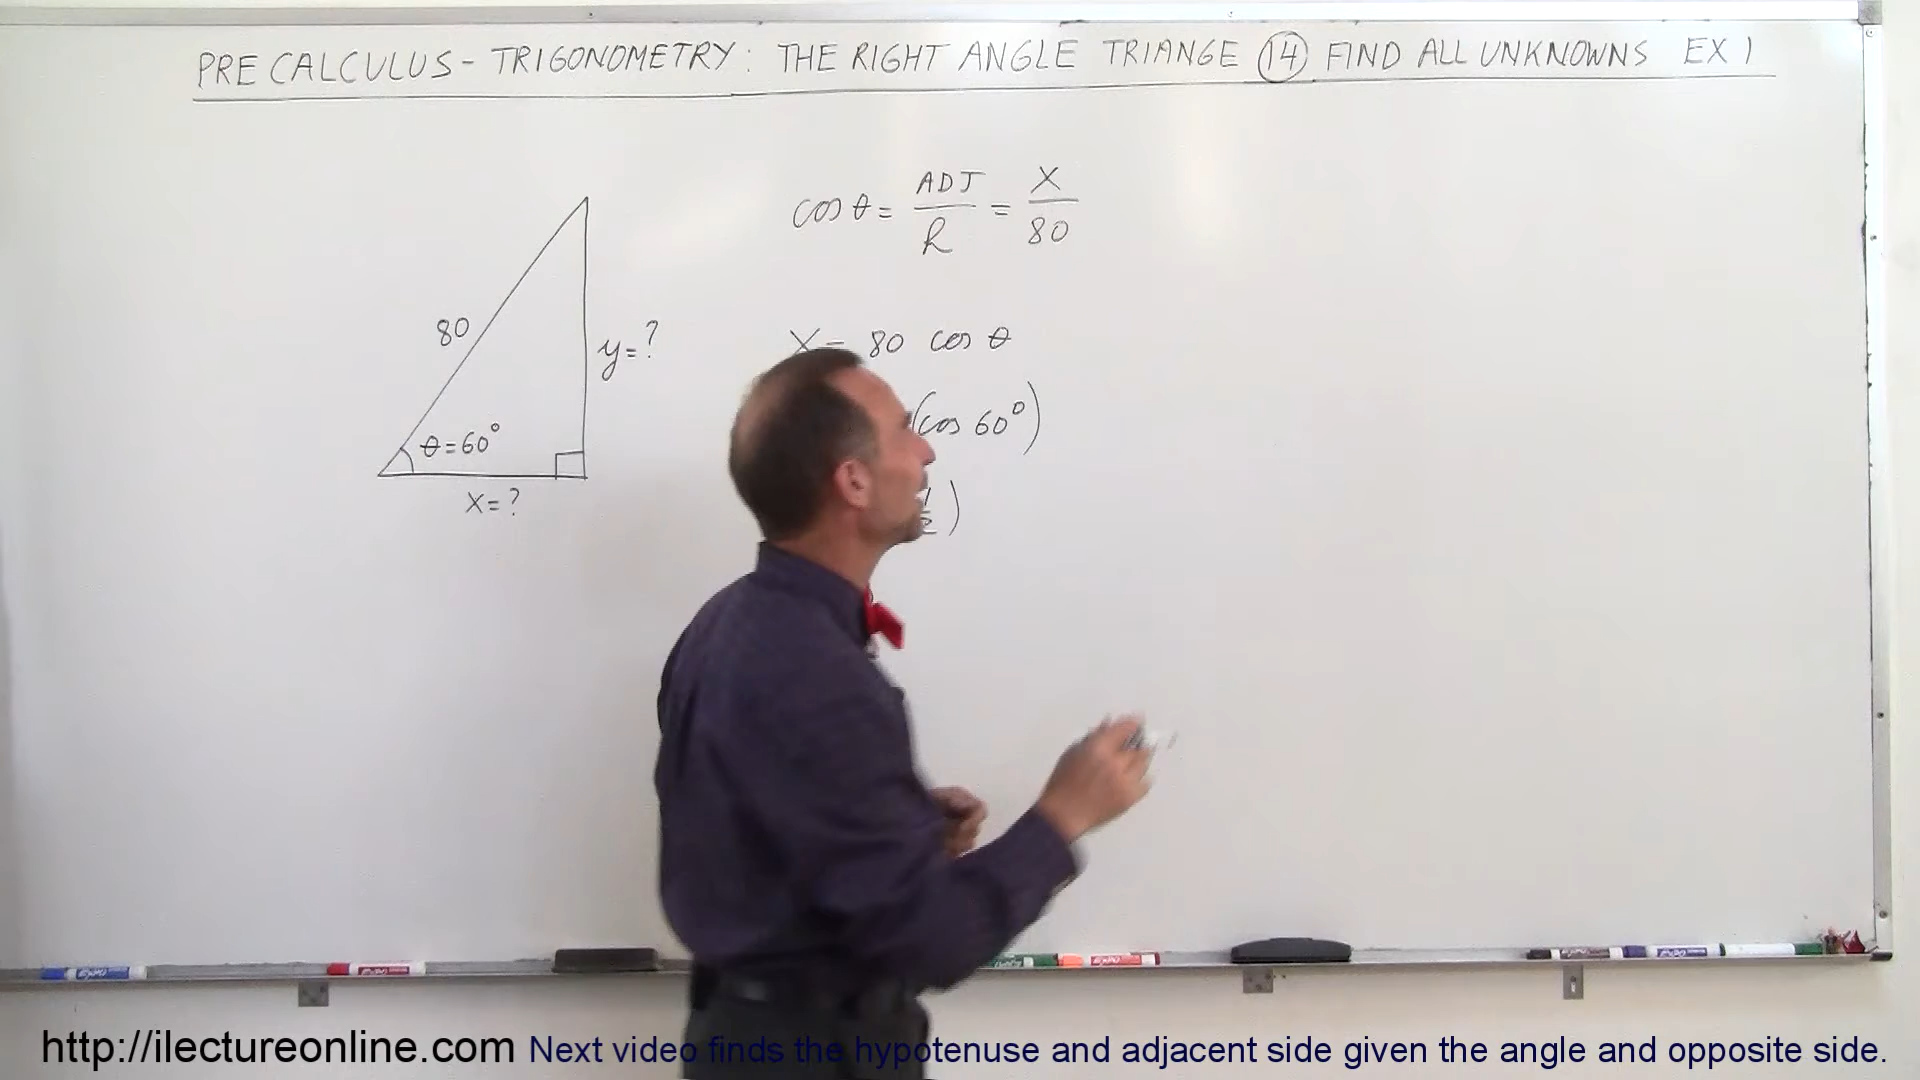 PRE CALCULUS - TRIGONOMETRY: THE RIGHT ANGLE TRIANGE 14 FIND ALL UNKNOWNS EX 1
80
y=?
θ=60°
x=?
cos θ = ADJ/R = X/80
X= 80 cos θ
(cos 60°)
)
http://ilectureonline.com Next video finds the hypotenuse and adjacent side given the angle and opposite side.